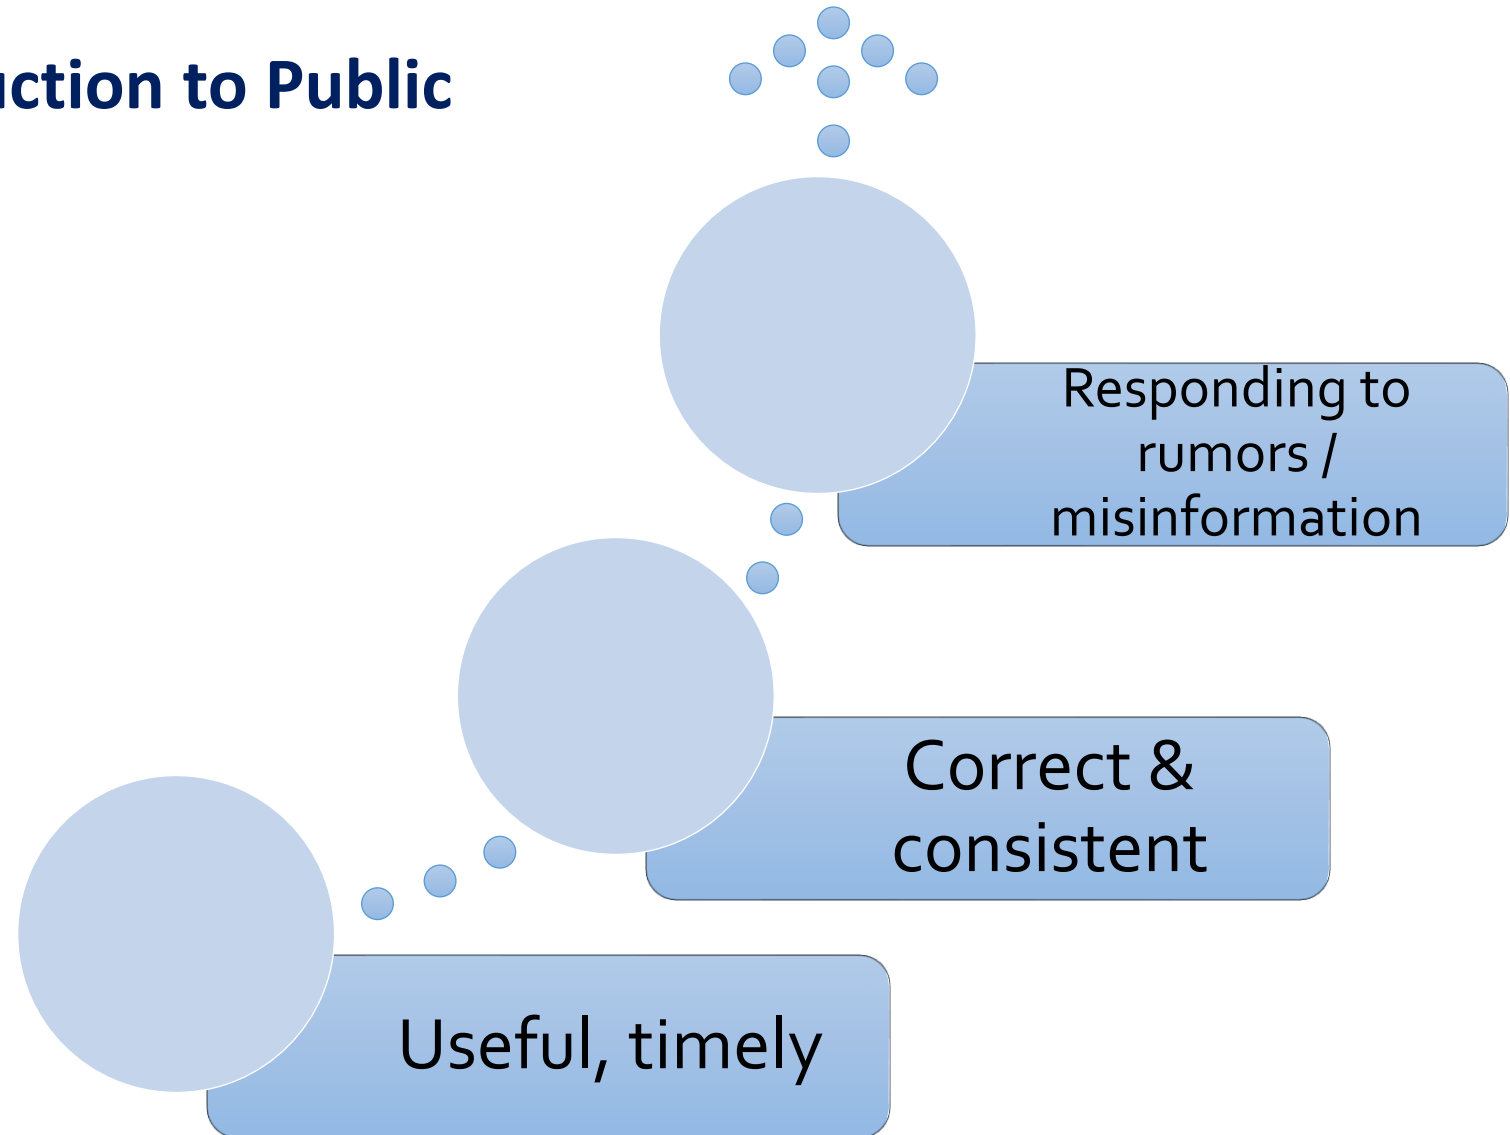 uction to Public
Responding to
rumors /
misinformation
Correct &
consistent
Useful, timely